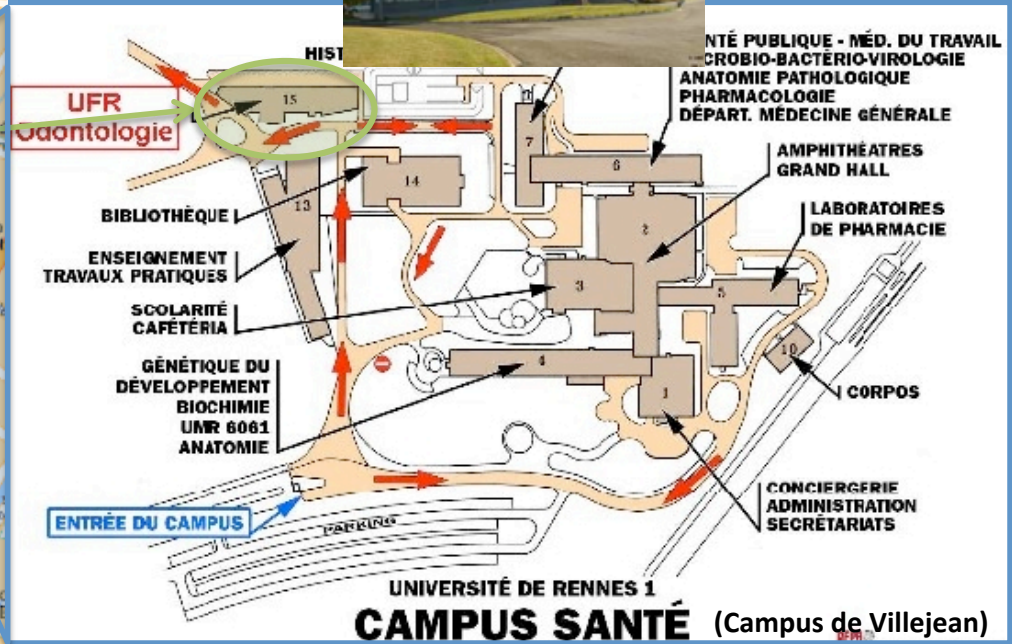 HIST
NTÉ PUBLIQUE - MÉD. DU TRAVAIL
CROBIO-BACTÉRIO-VIROLOGIE
ANATOMIE PATHOLOGIQUE
PHARMACOLOGIE
DÉPART. MÉDECINE GÉNÉRALE
UFR
Odontologie
15
7
6
AMPHITHÉATRES
GRAND HALL
14
13
BIBLIOTHÈQUE
2
LABORATOIRES
DE PHARMACIE
ENSEIGNEMENT
TRAVAUX PRATIQUES
3
5
SCOLARITÉ
CAFÉTÉRIA
4
10
GÉNÉTIQUE DU
DÉVELOPPEMENT
BIOCHIMIE
UMR 6061
ANATOMIE
1
CORPOS
CONCIERGERIE
ADMINISTRATION
SECRÉTARIATS
ENTRÉE DU CAMPUS
PARKING
UNIVERSITÉ DE RENNES 1
CAMPUS SANTÉ (Campus de Villejean)